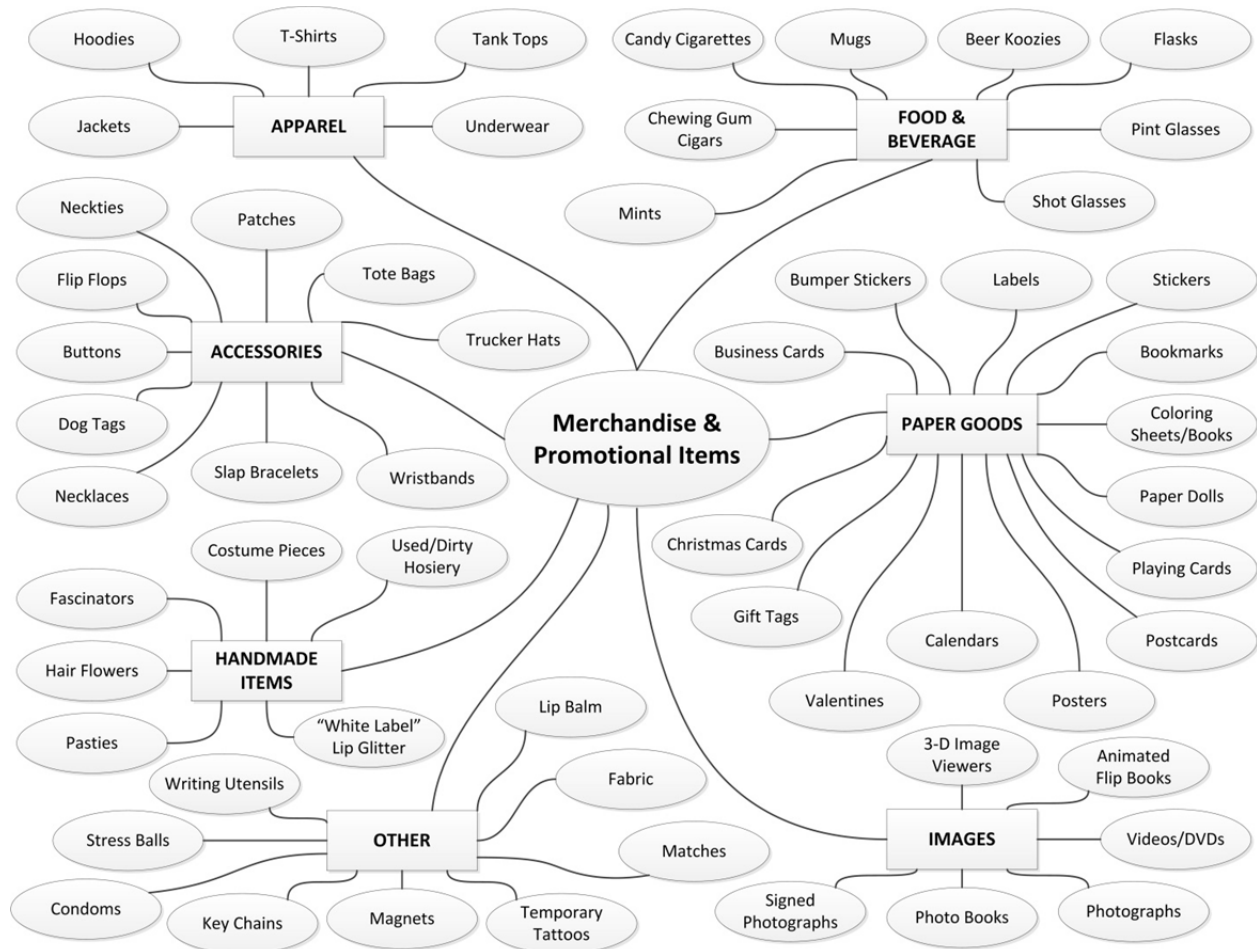 Hoodies
T-Shirts
Tank Tops
Jackets
APPAREL
Underwear
Candy Cigarettes
Mugs
Beer Koozies
Flasks
Chewing Gum
Cigars
FOOD &
BEVERAGE
Pint Glasses
Mints
Shot Glasses
Neckties
Patches
Flip Flops
Tote Bags
Buttons
ACCESSORIES
Trucker Hats
Dog Tags
Slap Bracelets
Wristbands
Necklaces
Merchandise &
Promotional Items
Bumper Stickers
Labels
Stickers
Business Cards
Bookmarks
PAPER GOODS
Coloring
Sheets/Books
Paper Dolls
Christmas Cards
Playing Cards
Gift Tags
Calendars
Postcards
Valentines
Posters
Costume Pieces
Used/Dirty
Hosiery
Fascinators
Hair Flowers
HANDMADE
ITEMS
Pasties
“White Label”
Lip Glitter
Lip Balm
Writing Utensils
Fabric
Stress Balls
OTHER
Matches
Condoms
Key Chains
Magnets
Temporary
Tattoos
3-D Image
Viewers
Animated
Flip Books
IMAGES
Videos/DVDs
Signed
Photographs
Photo Books
Photographs